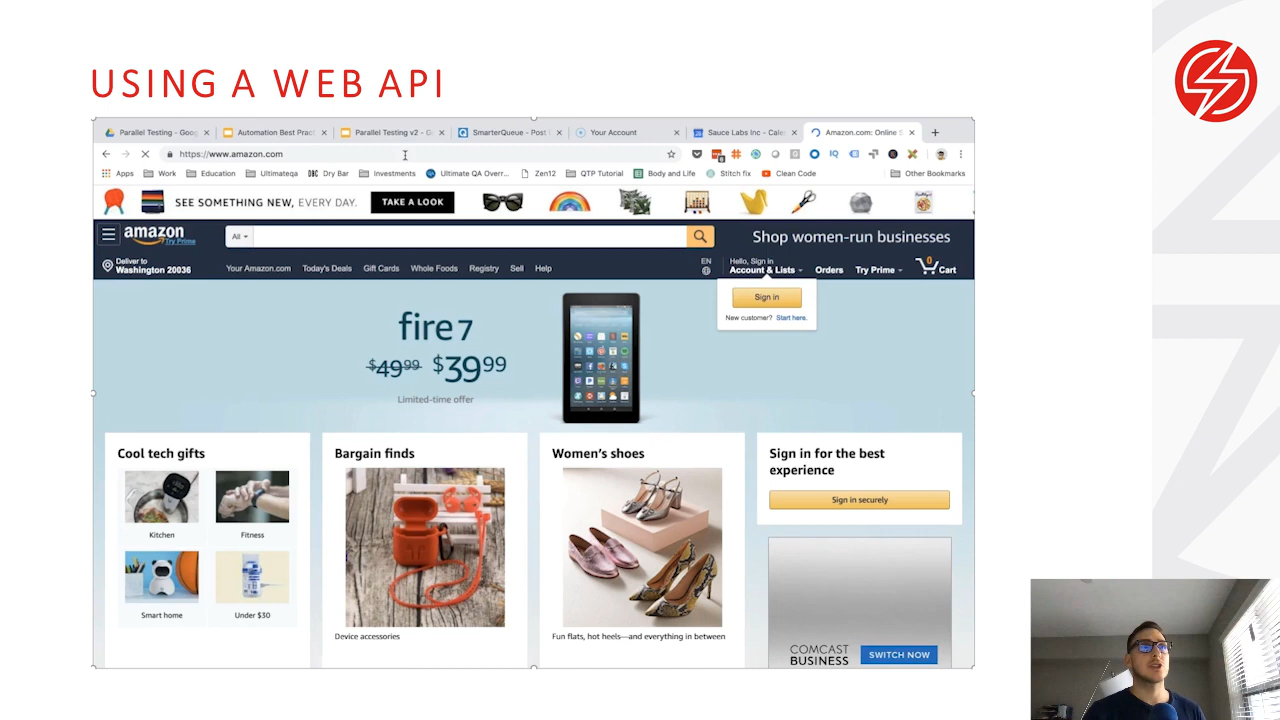 USING A WEB API
Parallel Testing - Goog
Automation Best Prac
Parallel Testing v2 - G
SmarterQueue - Post
Your Account
Sauce Labs Inc - Cale
Amazon.com: Online S
https://www.amazon.com
Apps Work Education Ultimateqa Dry Bar Investments Ultimate QA Overv... Zen12 QTP Tutorial Body and Life Stitch fix Clean Code Other Bookmarks
SEE SOMETHING NEW, EVERY DAY. TAKE A LOOK
amazon
Try Prime
All
Shop women-run businesses
Deliver to
Washington 20036
Your Amazon.com Today's Deals Gift Cards Whole Foods Registry Sell Help
EN
Hello, Sign in
Account & Lists Orders Try Prime 0 Cart
Sign in
New customer? Start here.
fire 7
$49 99 $39 99
Limited-time offer
Cool tech gifts
Kitchen
Fitness
Smart home
Under $30
Bargain finds
Device accessories
Women's shoes
Fun flats, hot heels—and everything in between
Sign in for the best
experience
Sign in securely
COMCAST
BUSINESS
SWITCH NOW